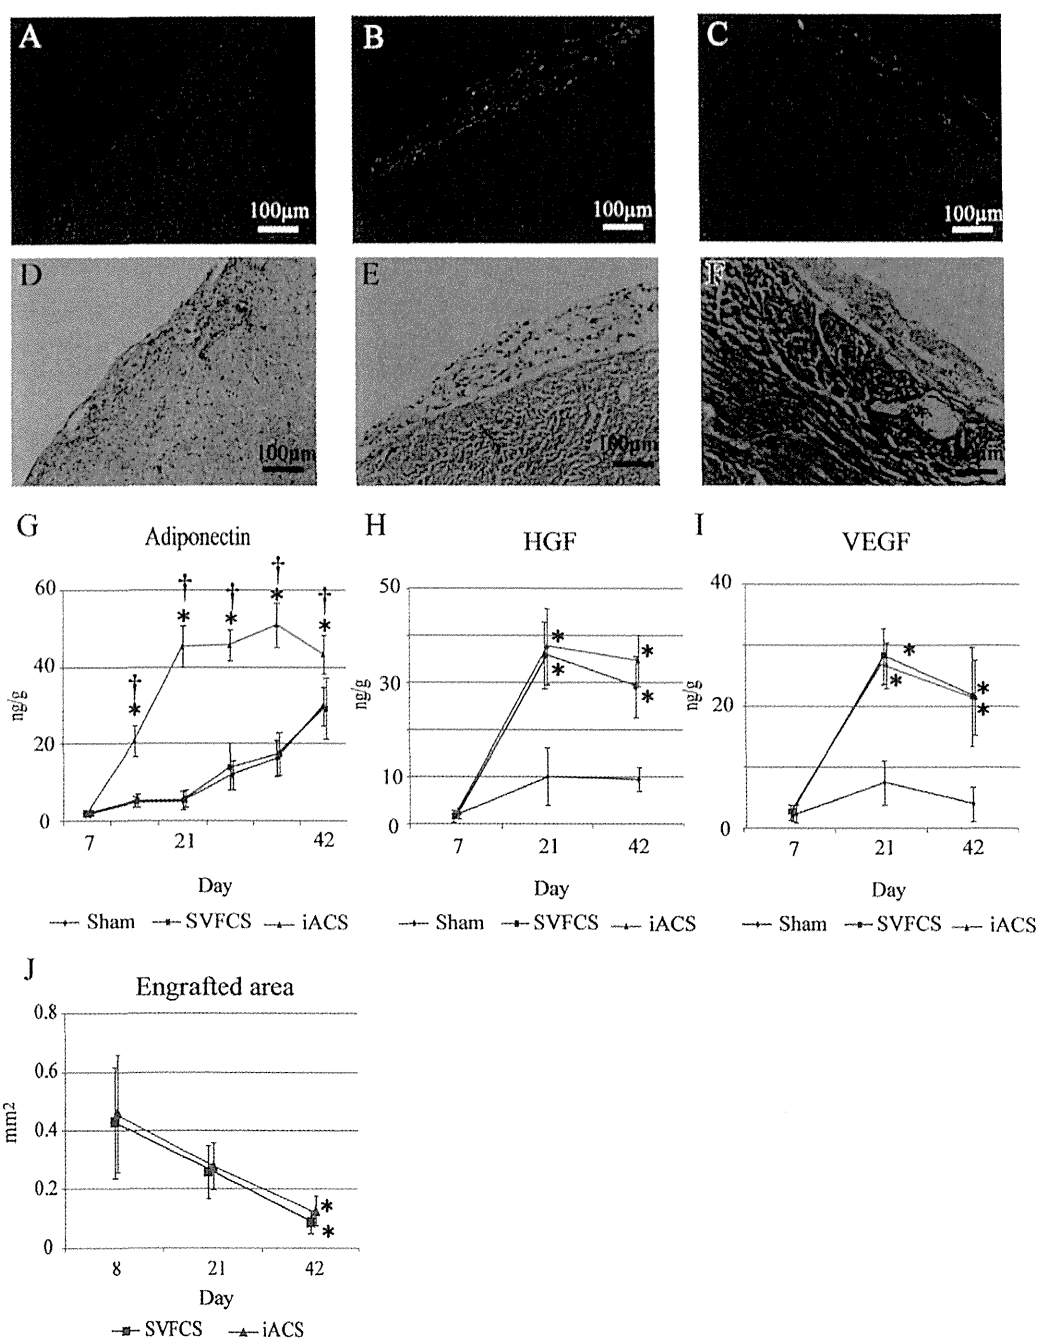 A B C
100µm 100µm 100µm
D E F
100µm 100µm
G H I
Adiponectin HGF VEGF
† † † † †
* * * * *
60
40
20
0
ng/g
7 21 42
Day
Sham SVFCS iACS
50
30
10
0
ng/g
* * * *
7 21 42
Day
Sham SVFCS iACS
40
20
0
ng/g
* * * *
7 21 42
Day
Sham SVFCS iACS
J
Engrafted area
0.8
0.6
0.4
0.2
0
mm2
*
*
8 21 42
Day
SVFCS iACS